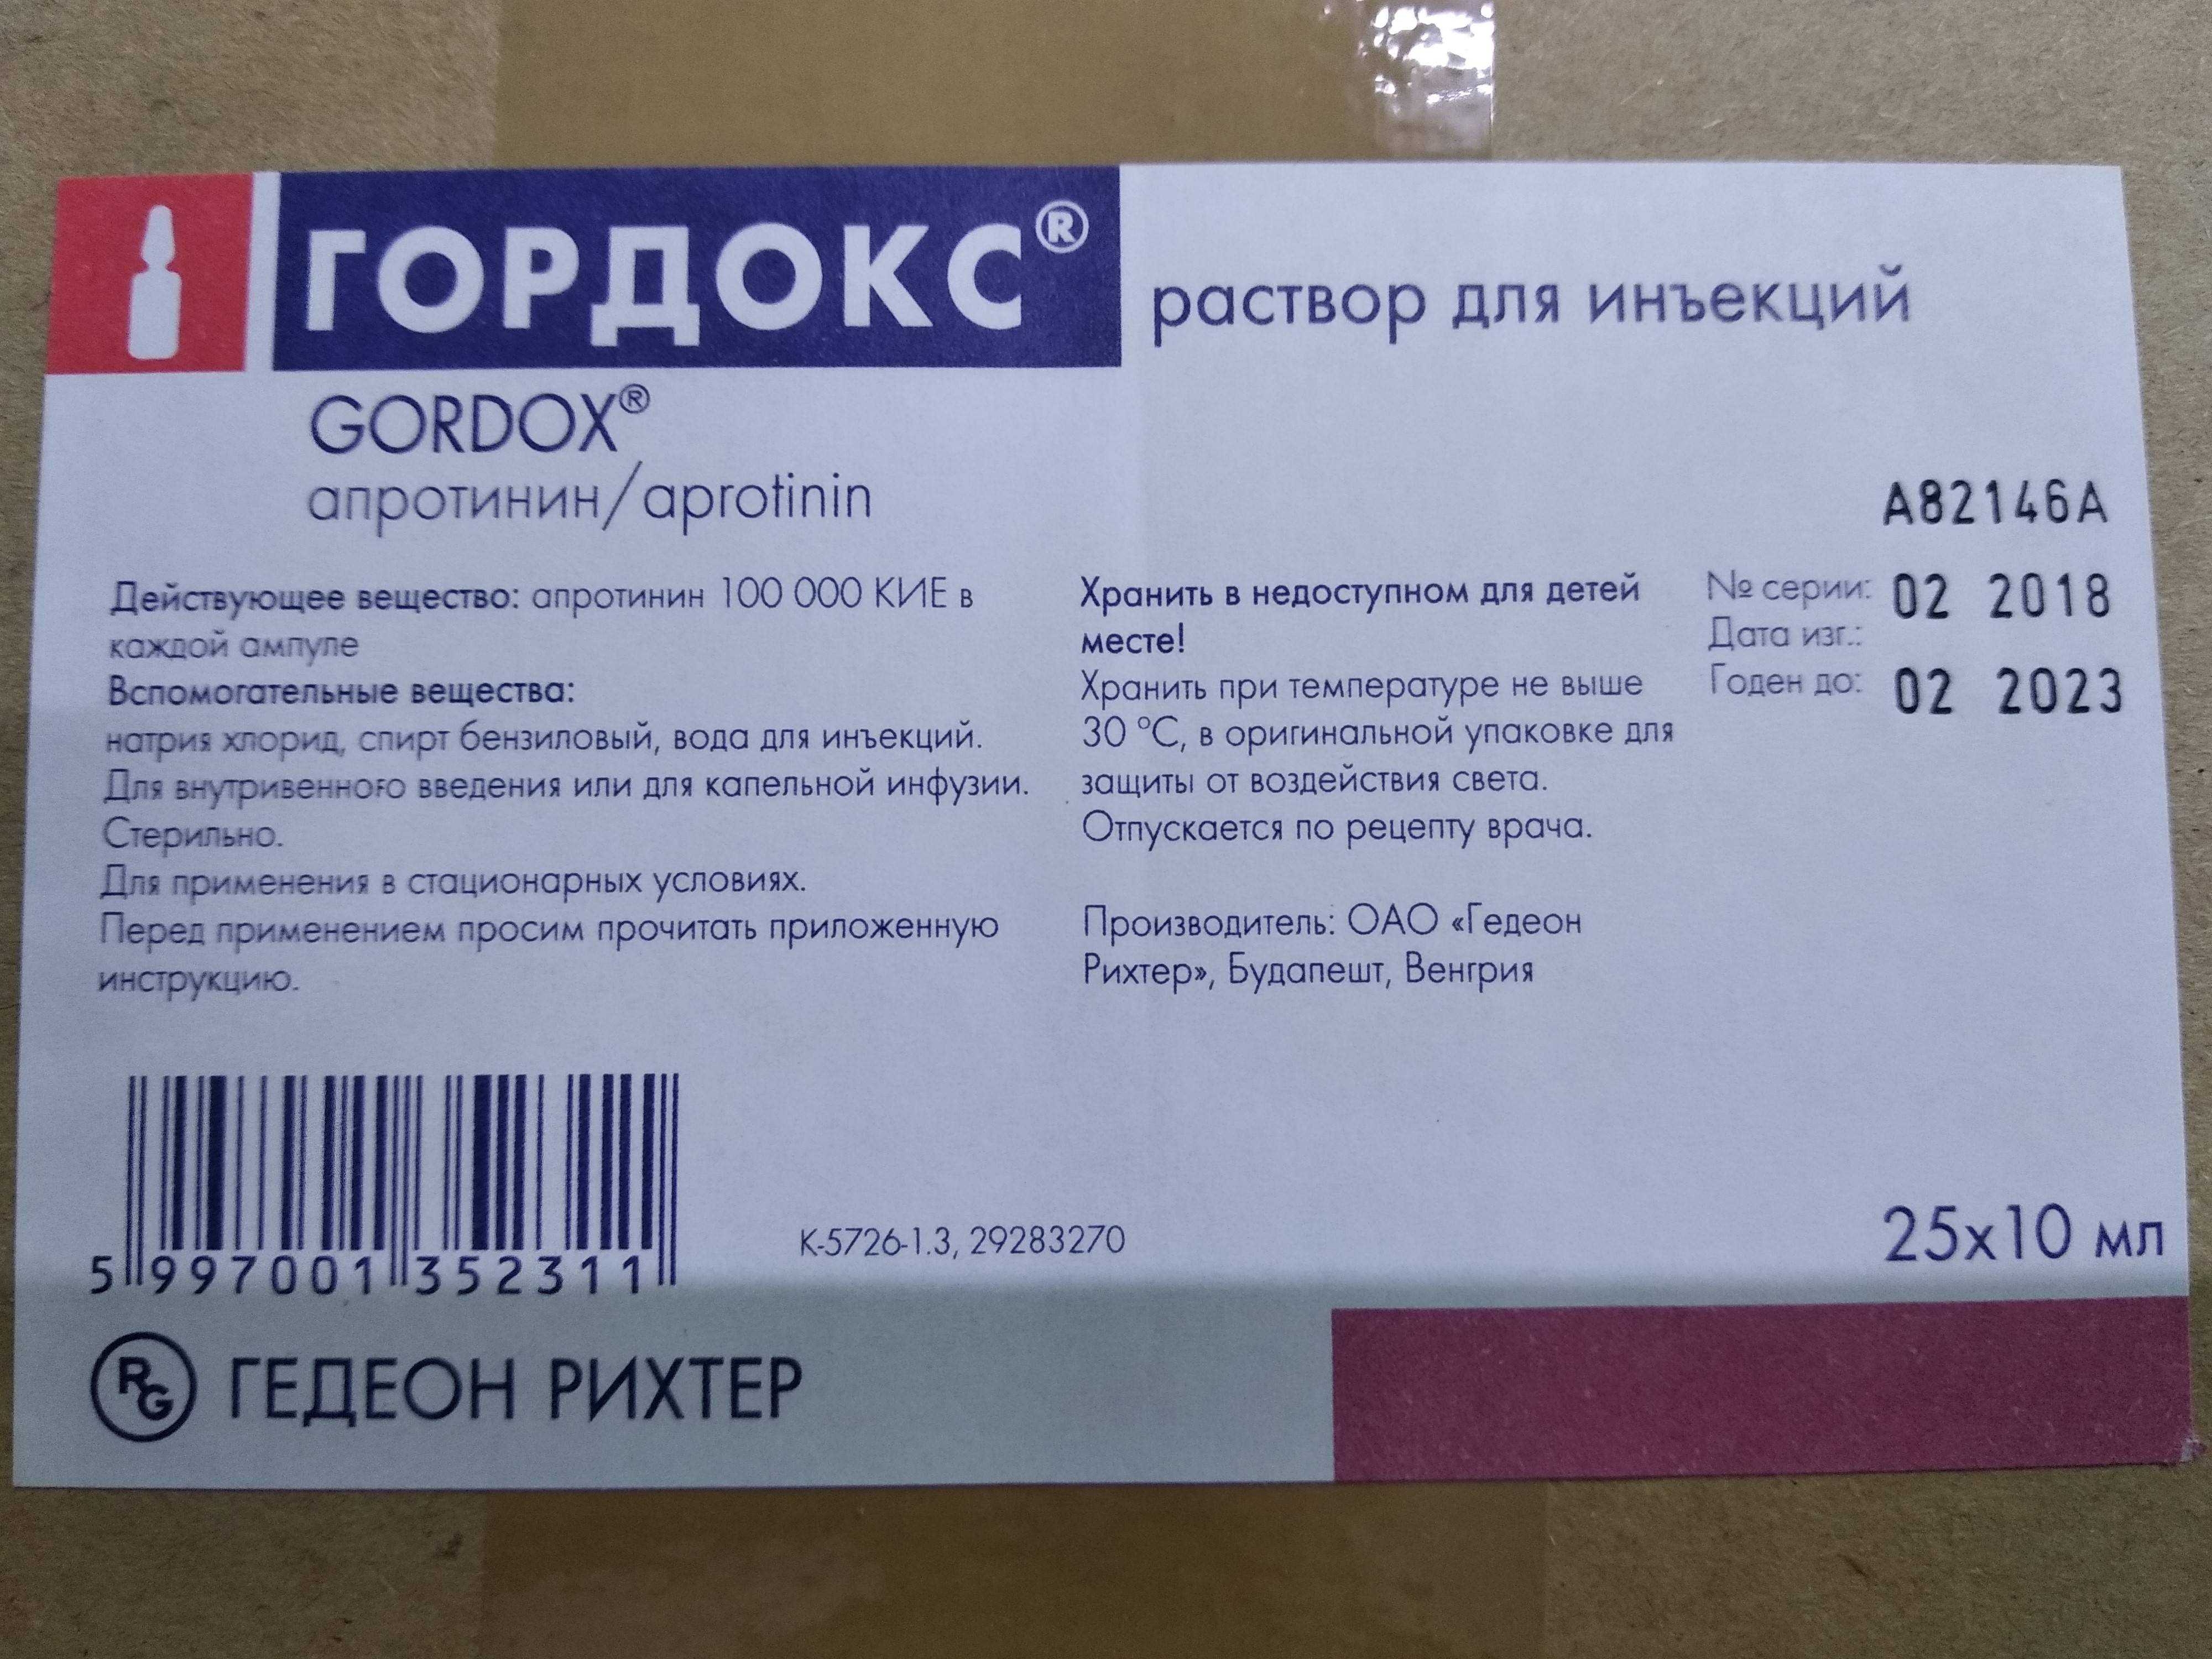 ГОРДОКС®
раствор для инъекций
GORDOX®
апротинин/aprotinin
Действующее вещество: апротинин 100 000 КИЕ в
каждой ампуле
Вспомогательные вещества:
натрия хлорид, спирт бензиловый, вода для инъекций.
Для внутривенного введения или для капельной инфузии.
Стерильно.
Для применения в стационарных условиях.
Перед применением просим прочитать приложенную
инструкцию.
Хранить в недоступном для детей
месте!
Хранить при температуре не выше
30 °C, в оригинальной упаковке для
защиты от воздействия света.
Отпускается по рецепту врача.
Производитель: ОАО «Гедеон
Рихтер», Будапешт, Венгрия
A82146A
№ серии: 02 2018
Дата изг.:
Годен до: 02 2023
5 997001 352311
K-5726-1.3, 29283270
25x10 мл
RG ГЕДЕОН РИХТЕР